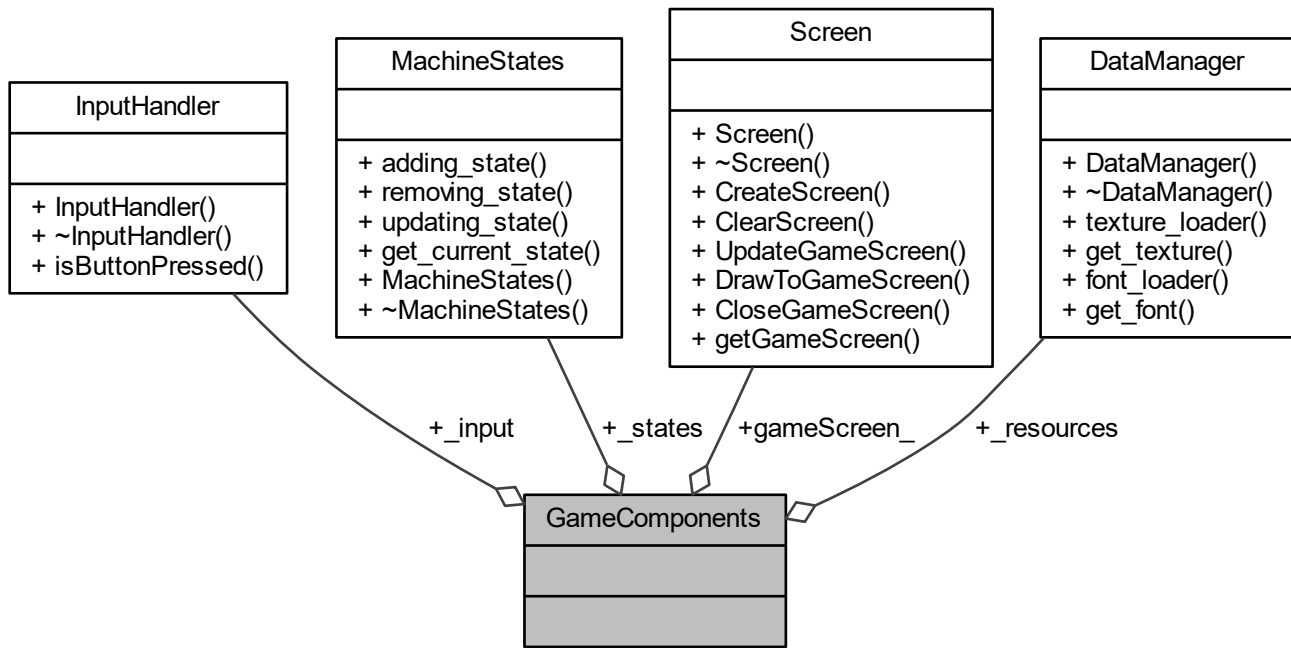 InputHandler
+ InputHandler()
+ ~InputHandler()
+ isButtonPressed()
MachineStates
+ adding_state()
+ removing_state()
+ updating_state()
+ get_current_state()
+ MachineStates()
+ ~MachineStates()
Screen
+ Screen()
+ ~Screen()
+ CreateScreen()
+ ClearScreen()
+ UpdateGameScreen()
+ DrawToGameScreen()
+ CloseGameScreen()
+ getGameScreen()
DataManager
+ DataManager()
+ ~DataManager()
+ texture_loader()
+ get_texture()
+ font_loader()
+ get_font()
+_input
+_states
+gameScreen_
+_resources
GameComponents